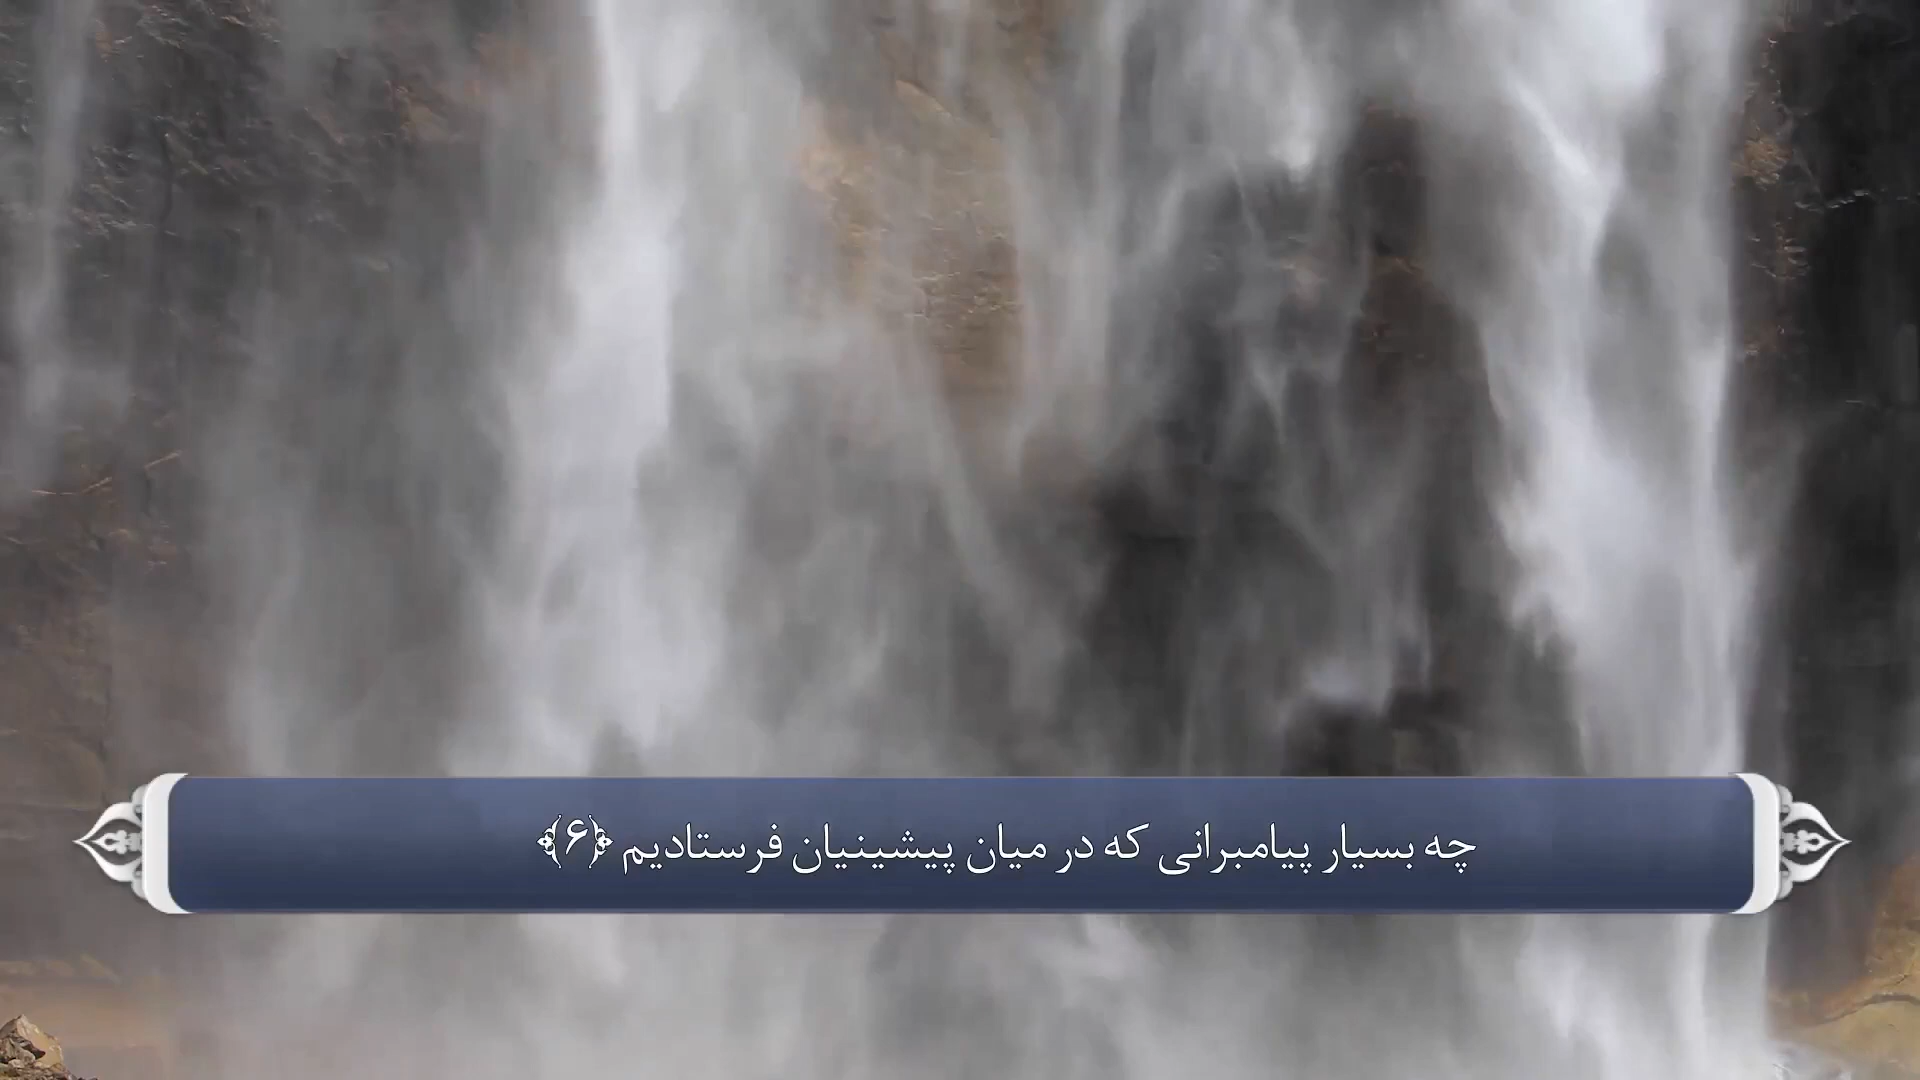 چه بسیار پیامبرانی که در میان پیشینیان فرستادیم ﴿۶﴾